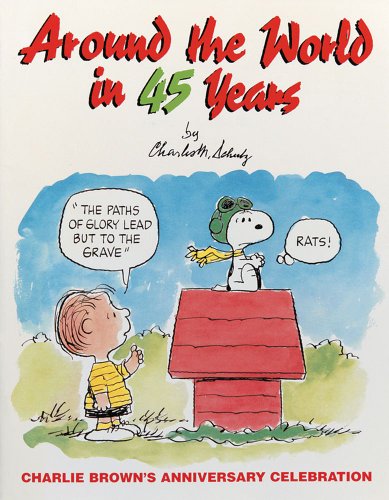 Around the World
in 45 Years
by
Charles M. Schulz
"THE PATHS
OF GLORY LEAD
BUT TO THE
GRAVE"
RATS!
CHARLIE BROWN'S ANNIVERSARY CELEBRATION